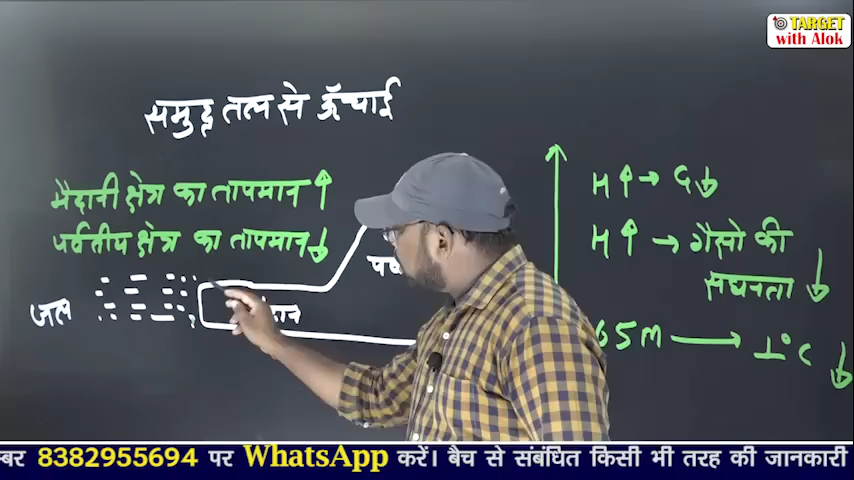 TARGET
with Alok
समुद्र तल से ऊँचाई
मैदानी क्षेत्र का तापमान ↑
पर्वतीय क्षेत्र का तापमान ↓
जल
H ↑ → G ↓
H ↑ → गैसो की
सघनता ↓
65 M → 1°C ↓
म्बर 8382955694 पर WhatsApp करें। बैच से संबंधित किसी भी तरह की जानकारी